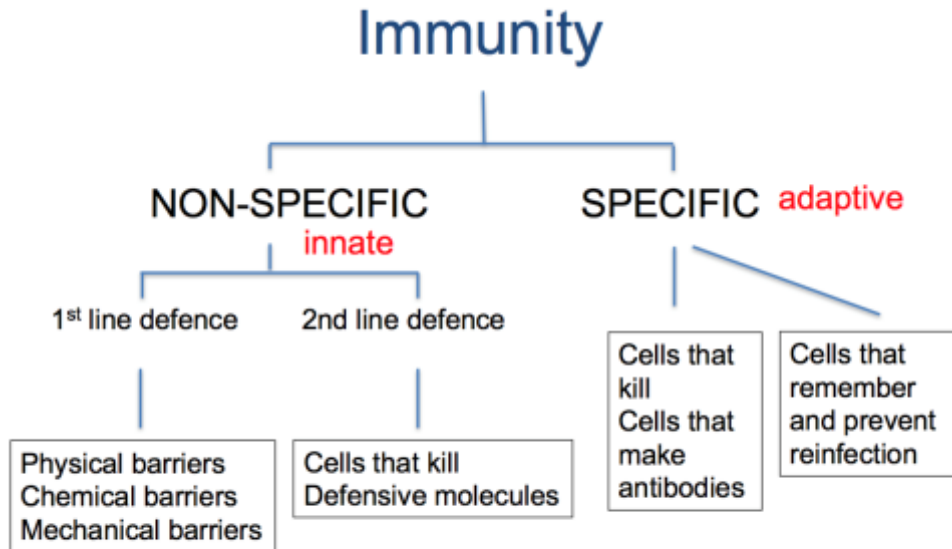 Immunity
NON-SPECIFIC
innate
SPECIFIC adaptive
1st line defence
2nd line defence
Physical barriers
Chemical barriers
Mechanical barriers
Cells that kill
Defensive molecules
Cells that
kill
Cells that
make
antibodies
Cells that
remember
and prevent
reinfection